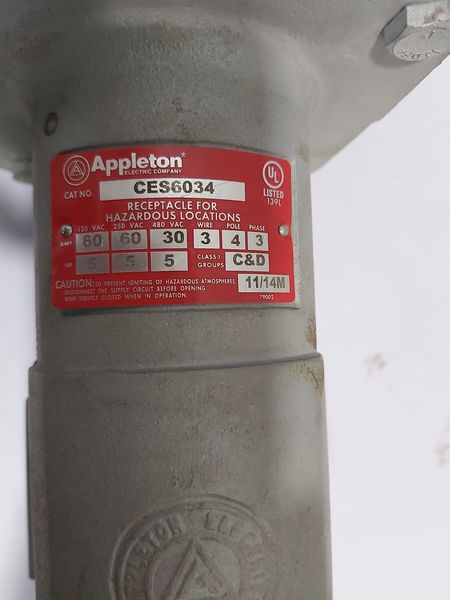 Appleton®
ELECTRIC COMPANY
CAT NO. CES6034
UL
LISTED
139L
RECEPTACLE FOR
HAZARDOUS LOCATIONS
125 VAC 250 VAC 480 VAC WIRE POLE PHASE
AMP 60 60 30 3 4 3
HP 5 5 5 CLASS I GROUPS C&D
CAUTION: TO PREVENT IGNITING OF HAZARDOUS ATMOSPHERES, DISCONNECT THE SUPPLY CIRCUIT BEFORE OPENING.
KEEP TIGHTLY CLOSED WHEN IN OPERATION.
11/14M
79002
APPLETON ELECTRIC